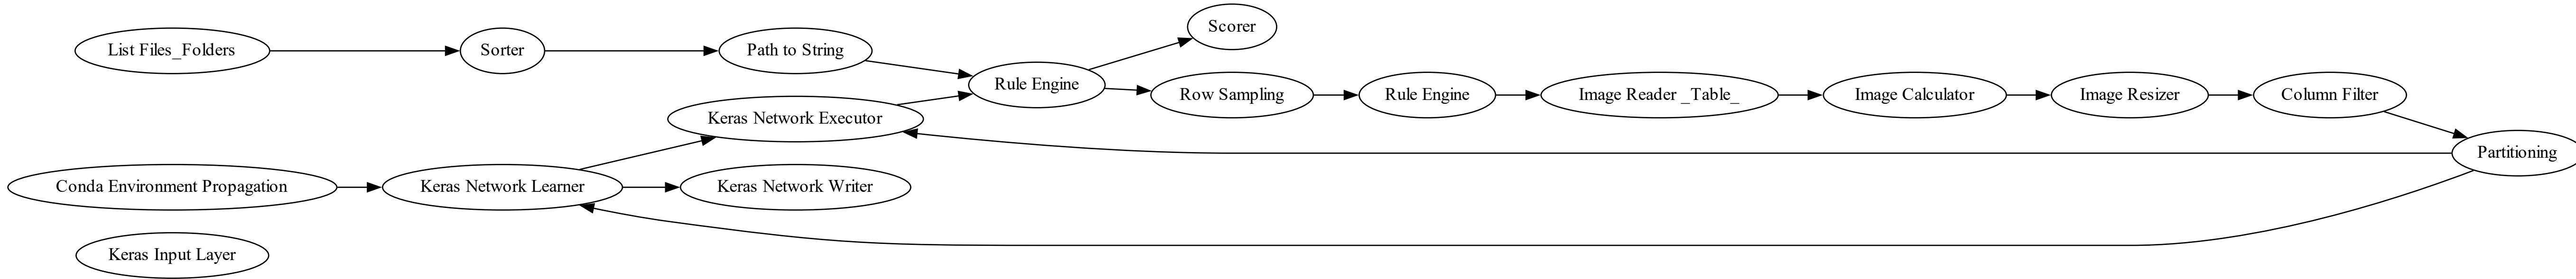 List Files_Folders
Sorter
Path to String
Rule Engine
Scorer
Row Sampling
Rule Engine
Image Reader _Table_
Image Calculator
Image Resizer
Column Filter
Partitioning
Keras Network Executor
Conda Environment Propagation
Keras Network Learner
Keras Network Writer
Keras Input Layer